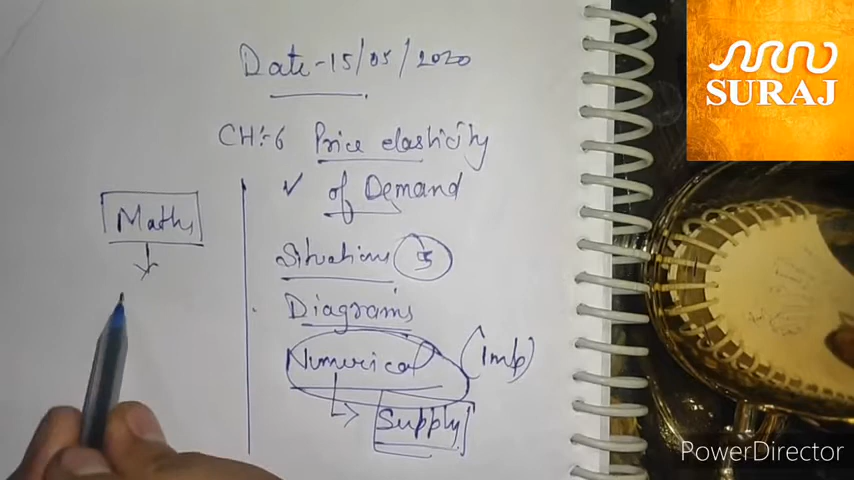 Date-15/05/2020
CH:-6 Price elasticity
✓ of Demand
Situations 5
Diagrams
Numerical (Imp)
Supply
Maths
SURAJ
PowerDirector